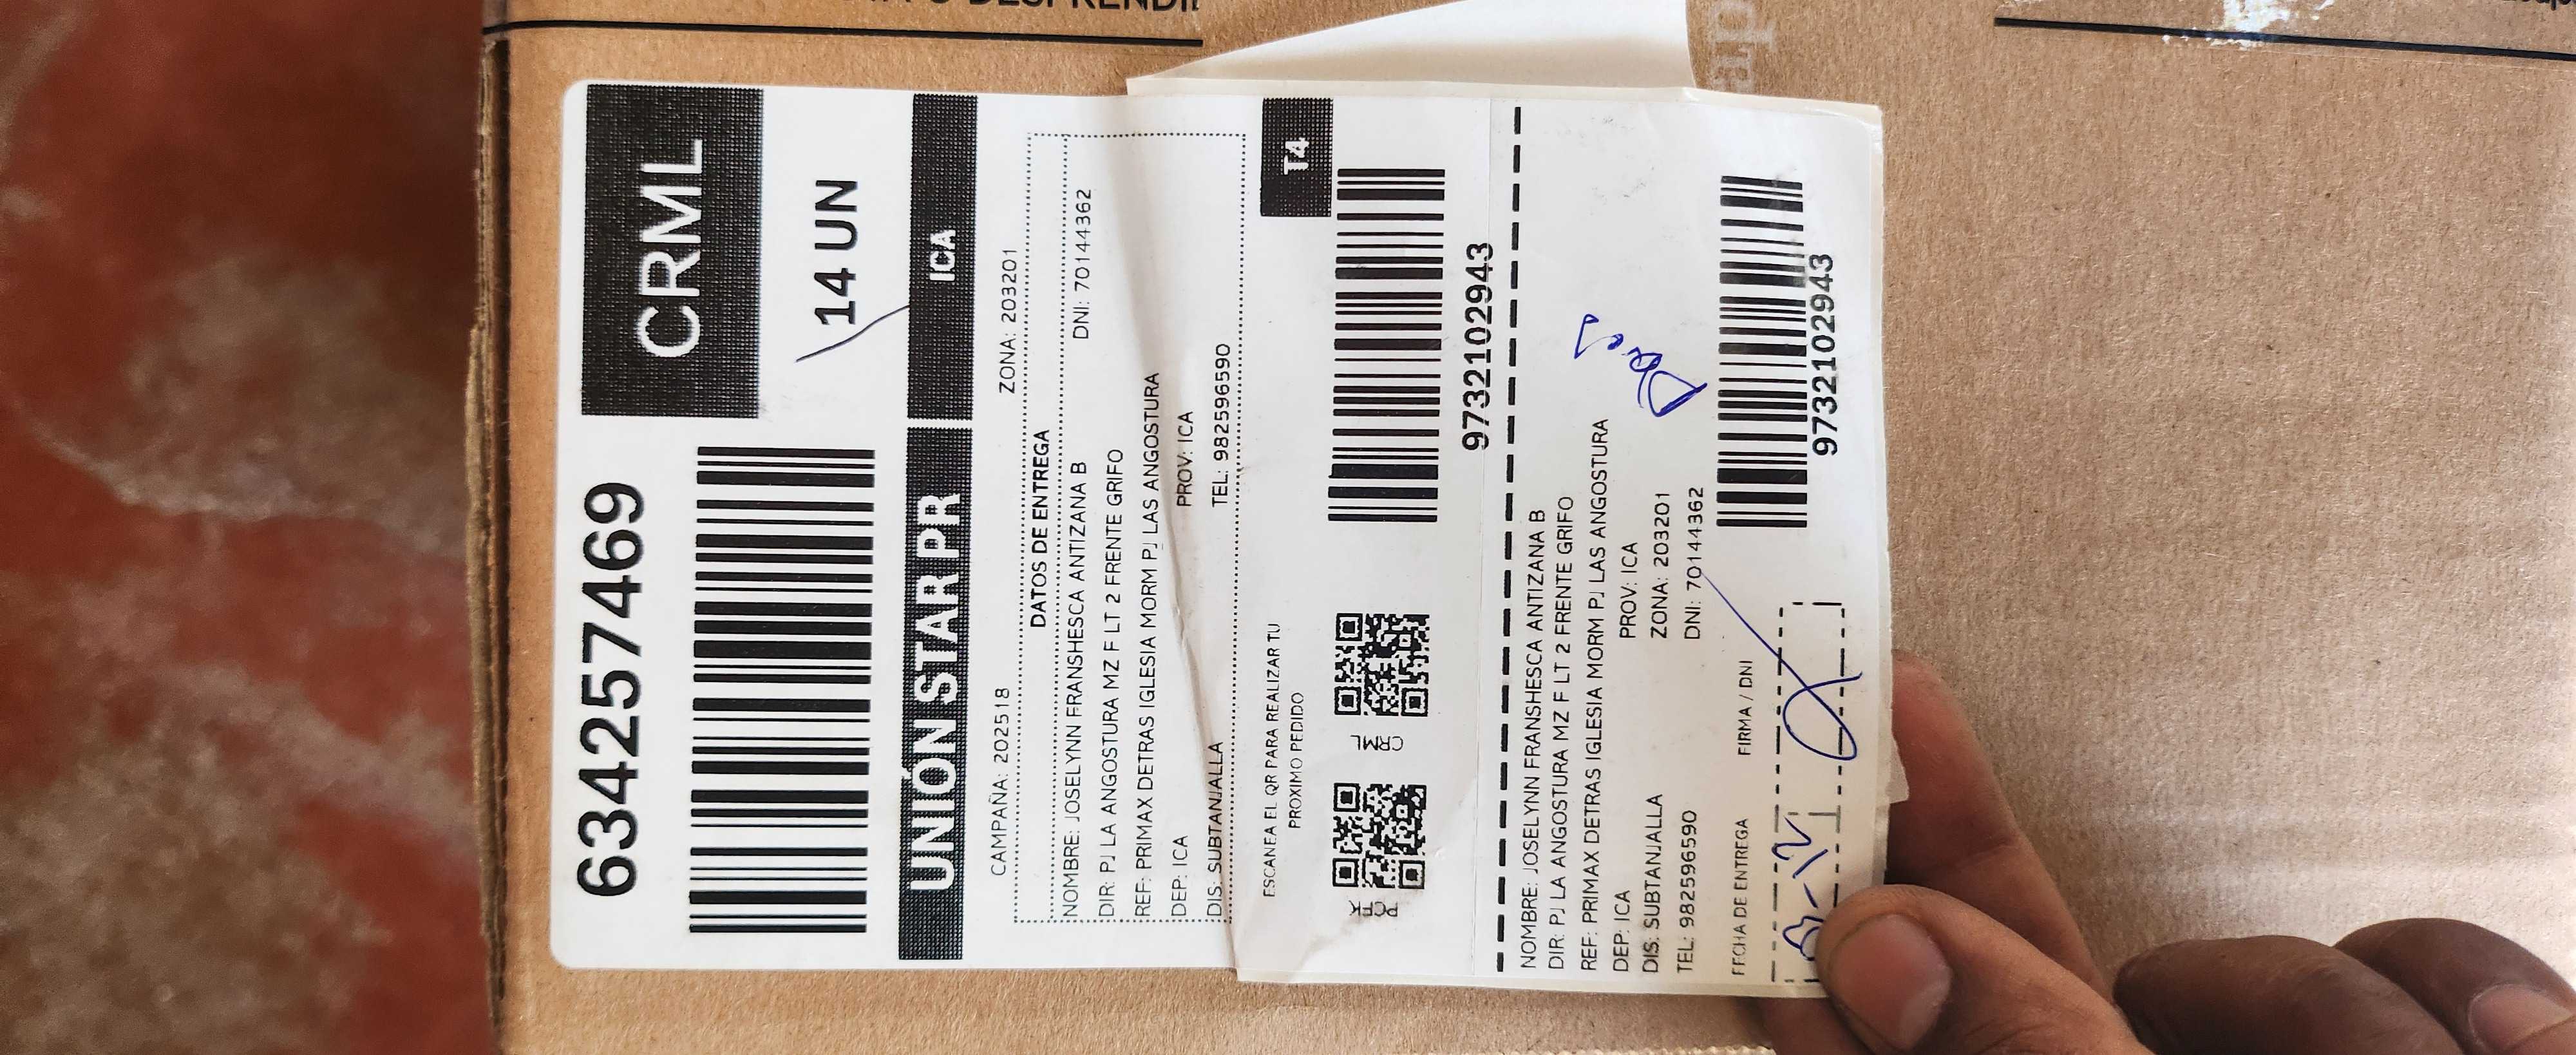 6342257469
CRML
14 UN
UNIÓN STAR PR
ICA
CAMPAÑA: 202518
ZONA: 203201
DATOS DE ENTREGA
NOMBRE: JOSELYNN FRANSHESCA ANTIZANA B
DNI: 70144362
DIR: PJ LA ANGOSTURA MZ F LT 2 FRENTE GRIFO
REF: PRIMAX DETRAS IGLESIA MORM PJ LAS ANGOSTURA
DEP: ICA
PROV: ICA
DIS: SUBTANJALLA
TEL: 982596590
T4
ESCANEA EL QR PARA REALIZAR TU
PROXIMO PEDIDO
CRML
97321029​43
NOMBRE: JOSELYNN FRANSHESCA ANTIZANA B
DIR: PJ LA ANGOSTURA MZ F LT 2 FRENTE GRIFO
REF: PRIMAX DETRAS IGLESIA MORM PJ LAS ANGOSTURA
DEP: ICA
PROV: ICA
DIS: SUBTANJALLA
ZONA: 203201
TEL: 982596590
DNI: 70144362
FECHA DE ENTREGA
FIRMA / DNI
9732102943